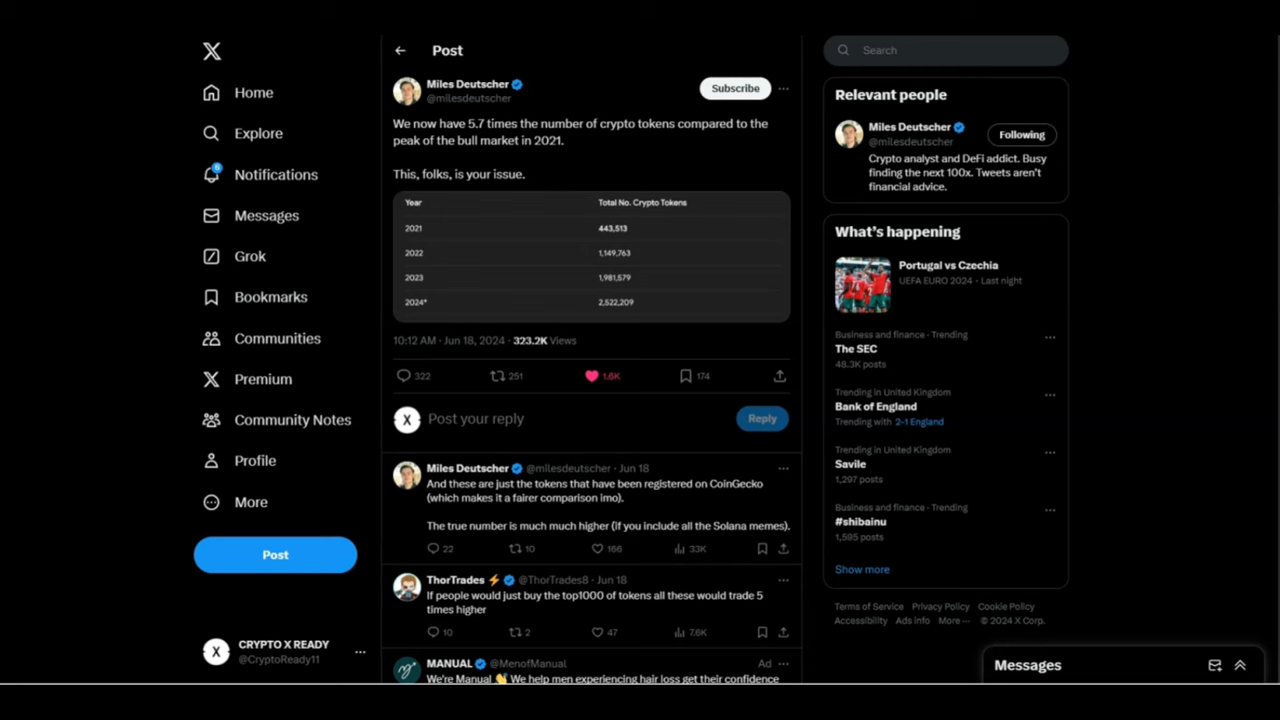 Home
Explore
6
Notifications
Messages
Grok
Bookmarks
Communities
Premium
Community Notes
Profile
More
Post
CRYPTO X READY
@CryptoReady11
Post
Miles Deutscher
@milesdeutscher
Subscribe
We now have 5.7 times the number of crypto tokens compared to the
peak of the bull market in 2021.
This, folks, is your issue.
Year Total No. Crypto Tokens
2021 443,513
2022 1,149,763
2023 1,981,579
2024* 2,522,209
10:12 AM · Jun 18, 2024 · 323.2K Views
322 251 1.6K 174
Post your reply
Reply
Miles Deutscher @milesdeutscher · Jun 18
And these are just the tokens that have been registered on CoinGecko
(which makes it a fairer comparison imo).
The true number is much much higher (if you include all the Solana memes).
22 10 166 33K
ThorTrades ⚡ @ThorTrades8 · Jun 18
If people would just buy the top1000 of tokens all these would trade 5
times higher
10 2 47 7.6K
MANUAL @MenofManual Ad
We're Manual 👋 We help men experiencing hair loss get their confidence
Search
Relevant people
Miles Deutscher
@milesdeutscher
Following
Crypto analyst and DeFi addict. Busy
finding the next 100x. Tweets aren't
financial advice.
What's happening
Portugal vs Czechia
UEFA EURO 2024 · Last night
Business and finance · Trending
The SEC
48.3K posts
Trending in United Kingdom
Bank of England
Trending with 2-1 England
Trending in United Kingdom
Savile
1,297 posts
Business and finance · Trending
#shibainu
1,595 posts
Show more
Terms of Service Privacy Policy Cookie Policy
Accessibility Ads info More ··· © 2024 X Corp.
Messages